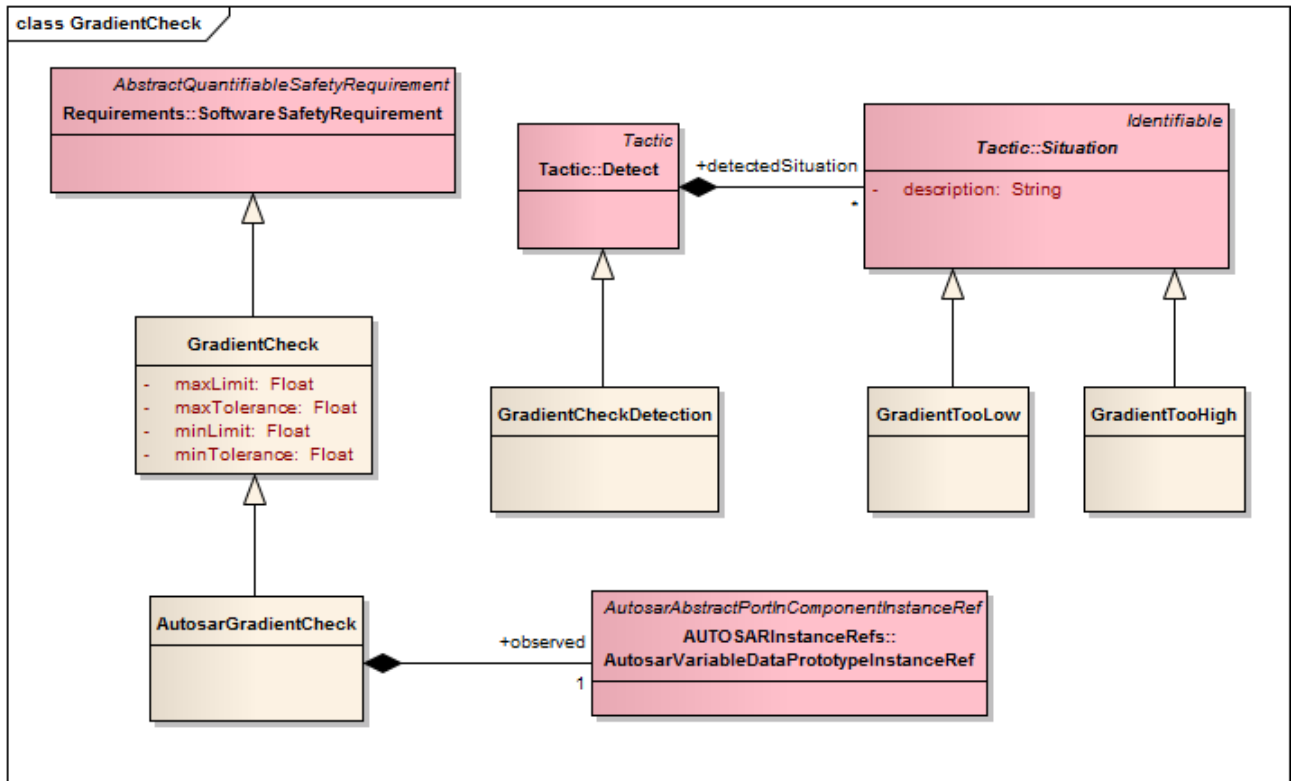 class GradientCheck
AbstractQuantifiableSafetyRequirement
Requirements::SoftwareSafetyRequirement
Tactic
Tactic::Detect
+detectedSituation
*
Identifiable
Tactic::Situation
- description: String
GradientCheck
- maxLimit: Float
- maxTolerance: Float
- minLimit: Float
- minTolerance: Float
GradientCheckDetection
GradientTooLow
GradientTooHigh
AutosarGradientCheck
+observed
1
AutosarAbstractPortInComponentInstanceRef
AUTOSARInstanceRefs::
AutosarVariableDataPrototypeInstanceRef